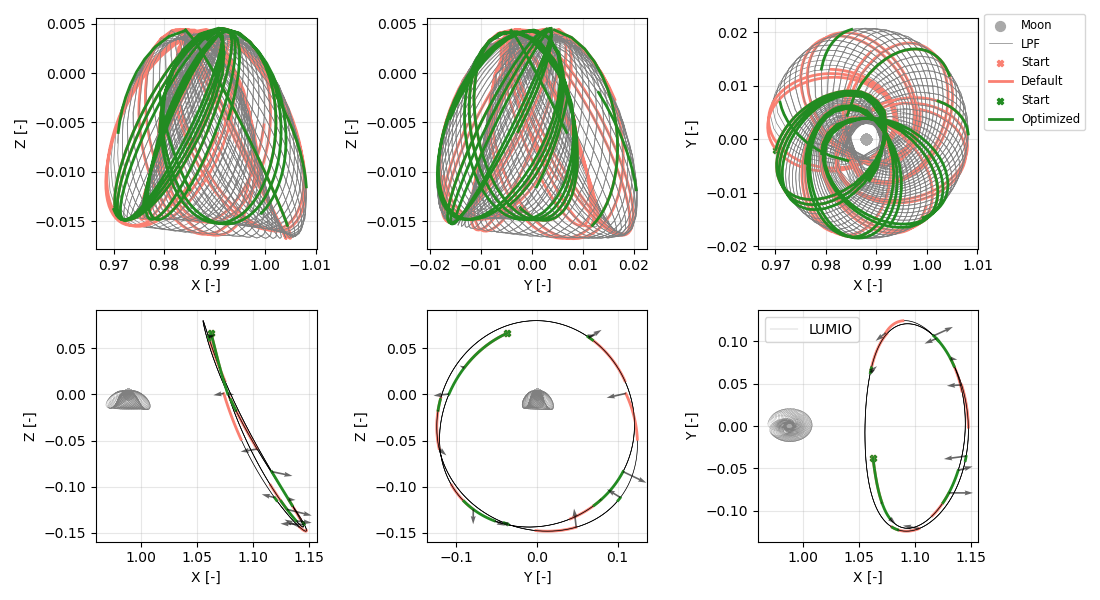 0.005
0.000
−0.005
−0.010
−0.015
Z [-]
0.97 0.98 0.99 1.00 1.01
X [-]
0.005
0.000
−0.005
−0.010
−0.015
Z [-]
−0.02 −0.01 0.00 0.01 0.02
Y [-]
0.02
0.01
0.00
−0.01
−0.02
Y [-]
0.97 0.98 0.99 1.00 1.01
X [-]
Moon
LPF
Start
Default
Start
Optimized
0.05
0.00
−0.05
−0.10
−0.15
Z [-]
1.00 1.05 1.10 1.15
X [-]
0.05
0.00
−0.05
−0.10
−0.15
Z [-]
−0.1 0.0 0.1
Y [-]
LUMIO
0.10
0.05
0.00
−0.05
−0.10
Y [-]
1.00 1.05 1.10 1.15
X [-]